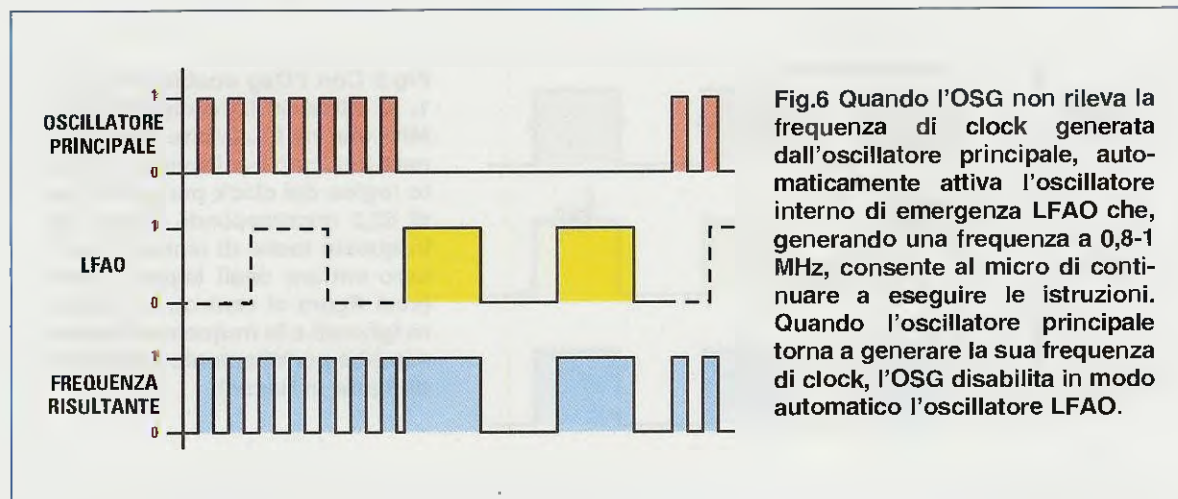 OSCILLATORE
PRINCIPALE
1
0
LFAO
1
0
FREQUENZA
RISULTANTE
1
0
Fig.6 Quando l'OSG non rileva la
frequenza di clock generata
dall'oscillatore principale, auto-
maticamente attiva l'oscillatore
interno di emergenza LFAO che,
generando una frequenza a 0,8-1
MHz, consente al micro di conti-
nuare a eseguire le istruzioni.
Quando l'oscillatore principale
torna a generare la sua frequenza
di clock, l'OSG disabilita in modo
automatico l'oscillatore LFAO.